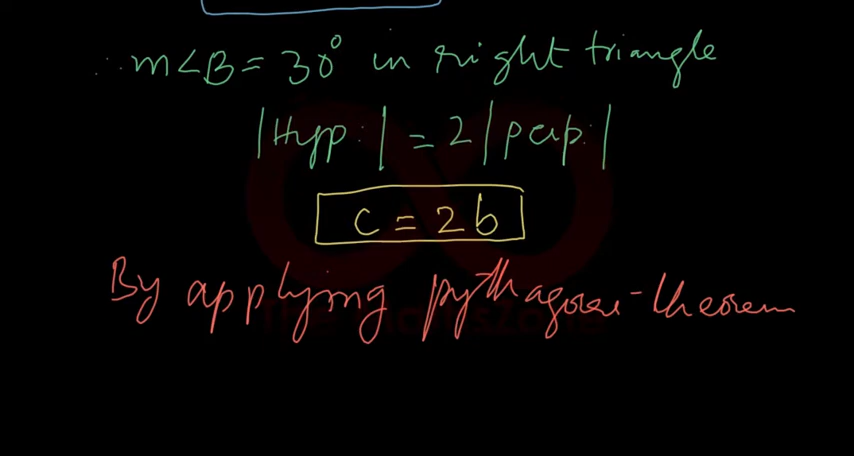 ∴ m∠B = 30° in right triangle
|Hyp:| = 2|perp:|
c = 2b
By applying pythagoras-theorem